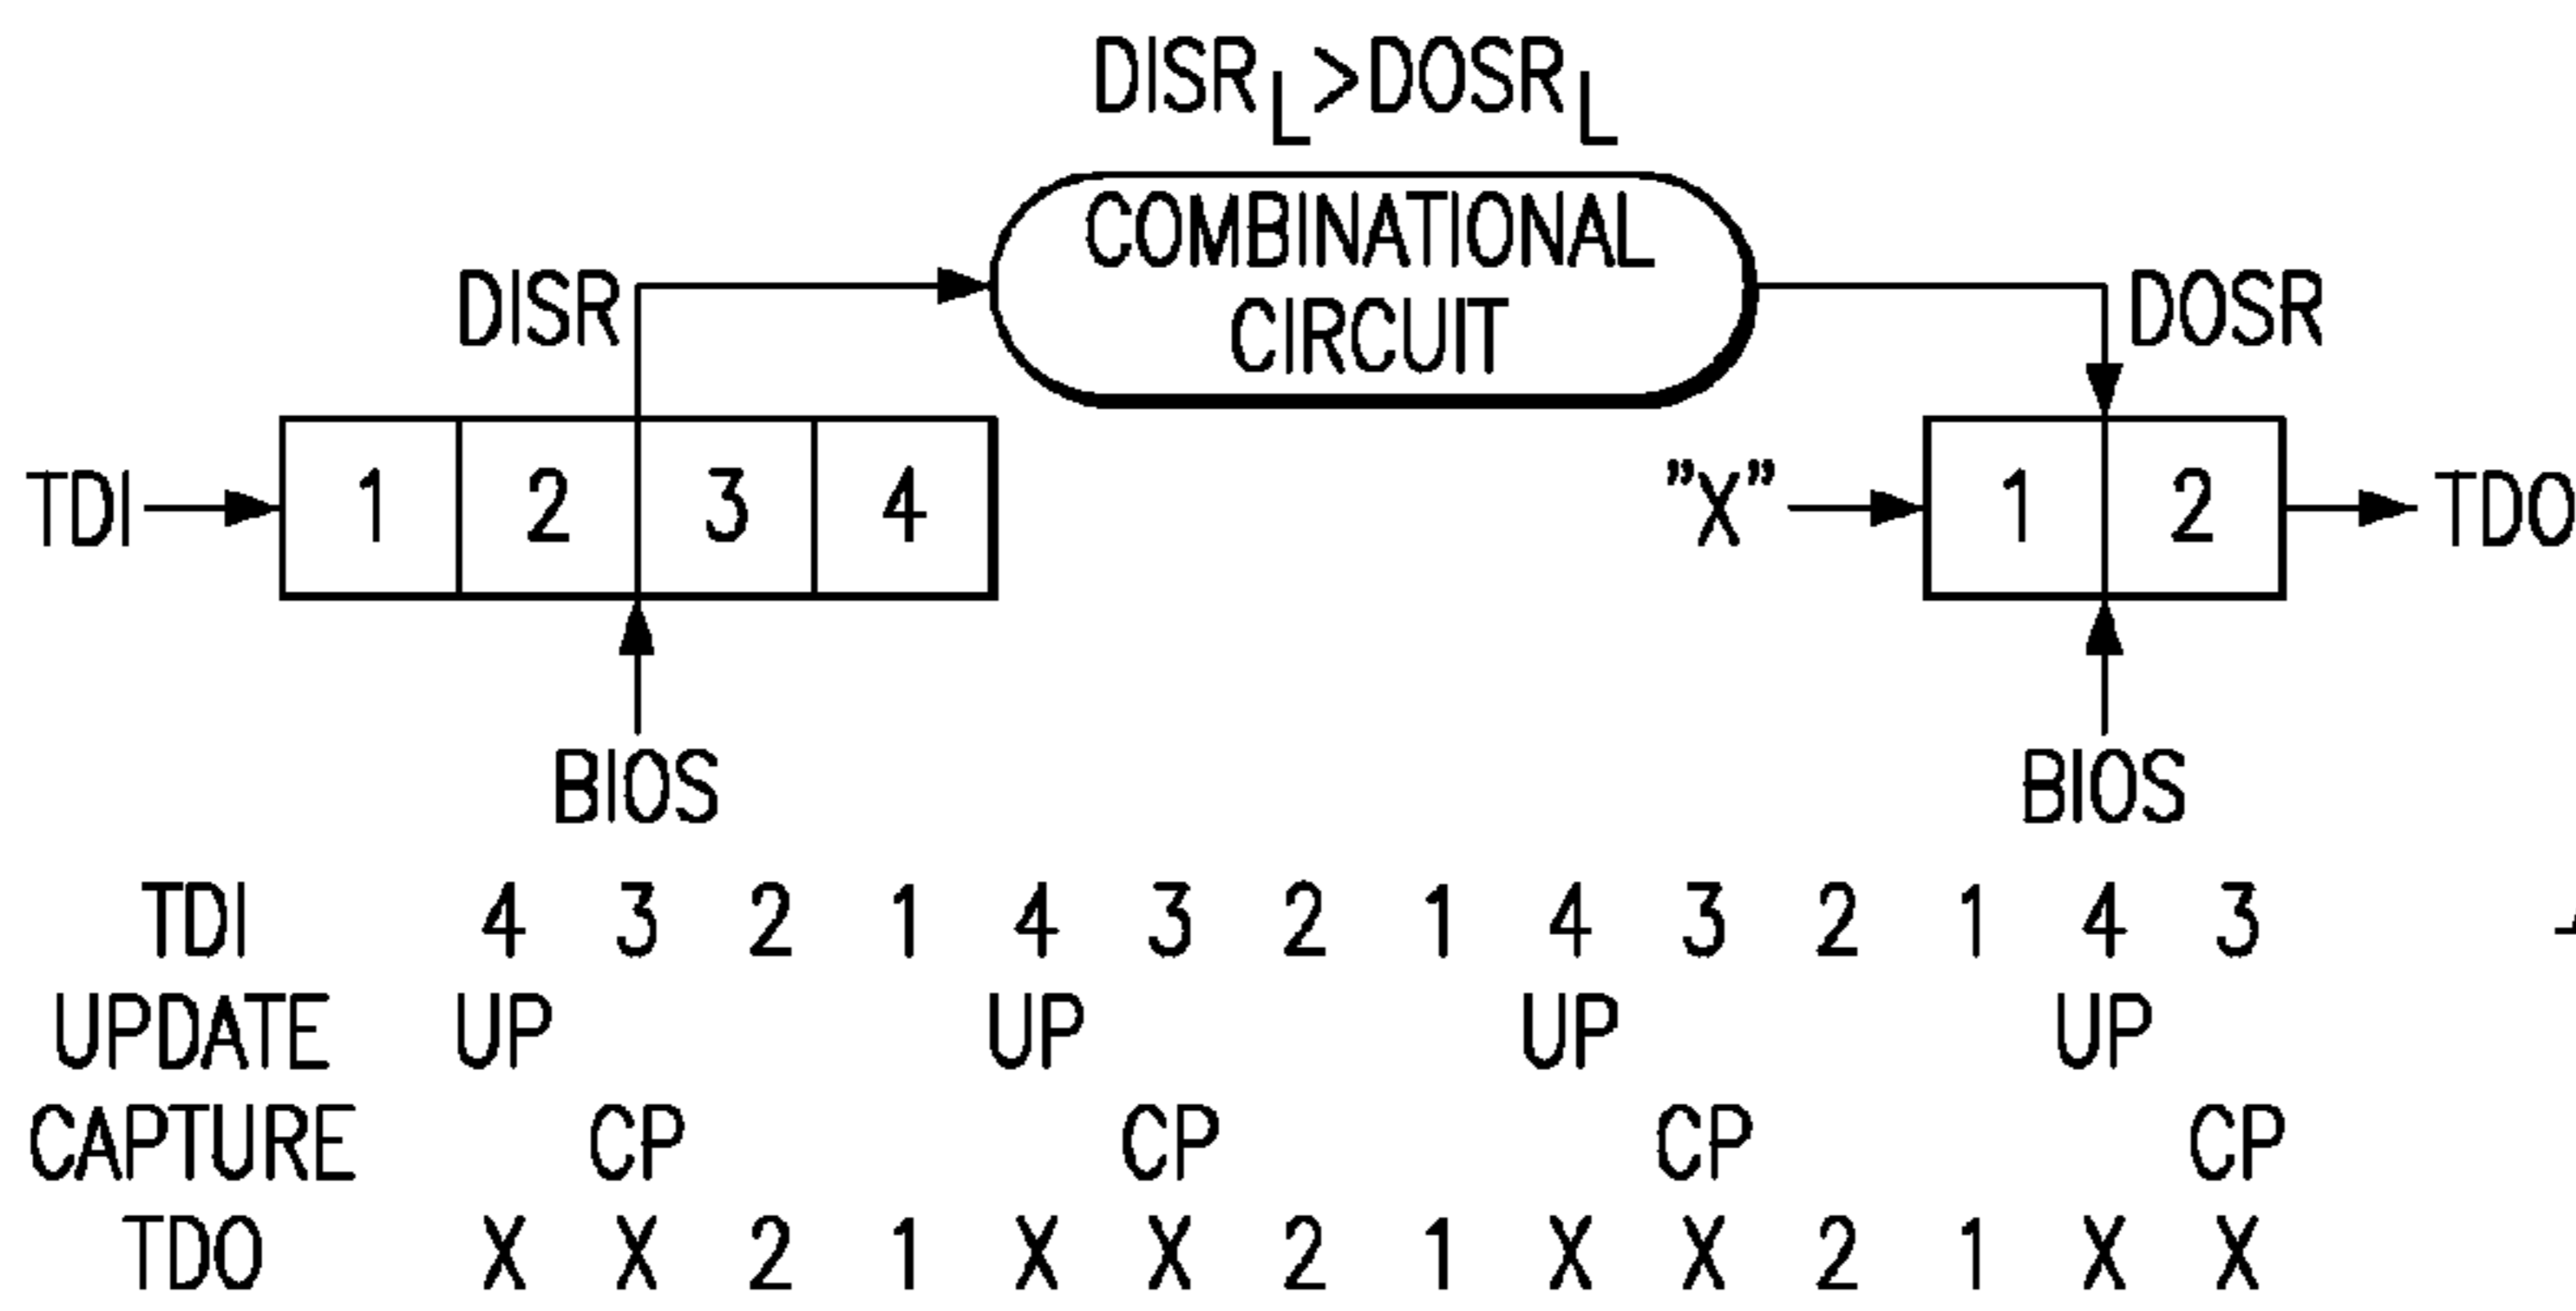 DISRL>DOSRL
COMBINATIONAL
CIRCUIT
DISR
DOSR
TDI
1 2 3 4
"X"
1 2
TDO
BIOS
BIOS
TDI 4 3 2 1 4 3 2 1 4 3 2 1 4 3
UPDATE UP UP UP UP
CAPTURE CP CP CP CP
TDO X X 2 1 X X 2 1 X X 2 1 X X